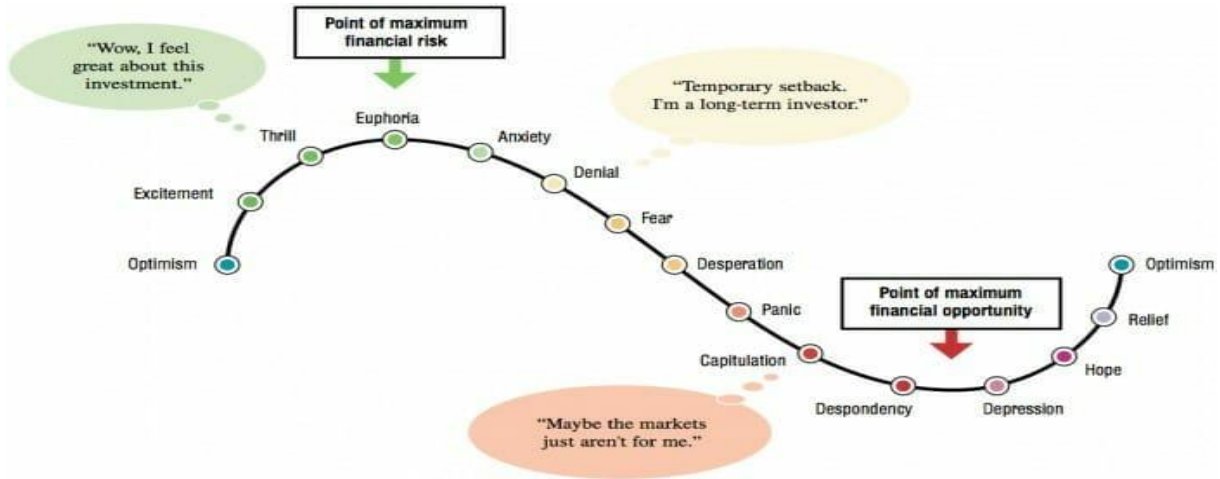 Point of maximum
financial risk
“Wow, I feel
great about this
investment.”
“Temporary setback.
I'm a long-term investor.”
Euphoria
Thrill
Anxiety
Denial
Excitement
Fear
Optimism
Desperation
Optimism
Point of maximum
financial opportunity
Panic
Relief
Capitulation
Hope
Despondency
Depression
“Maybe the markets
just aren't for me.”